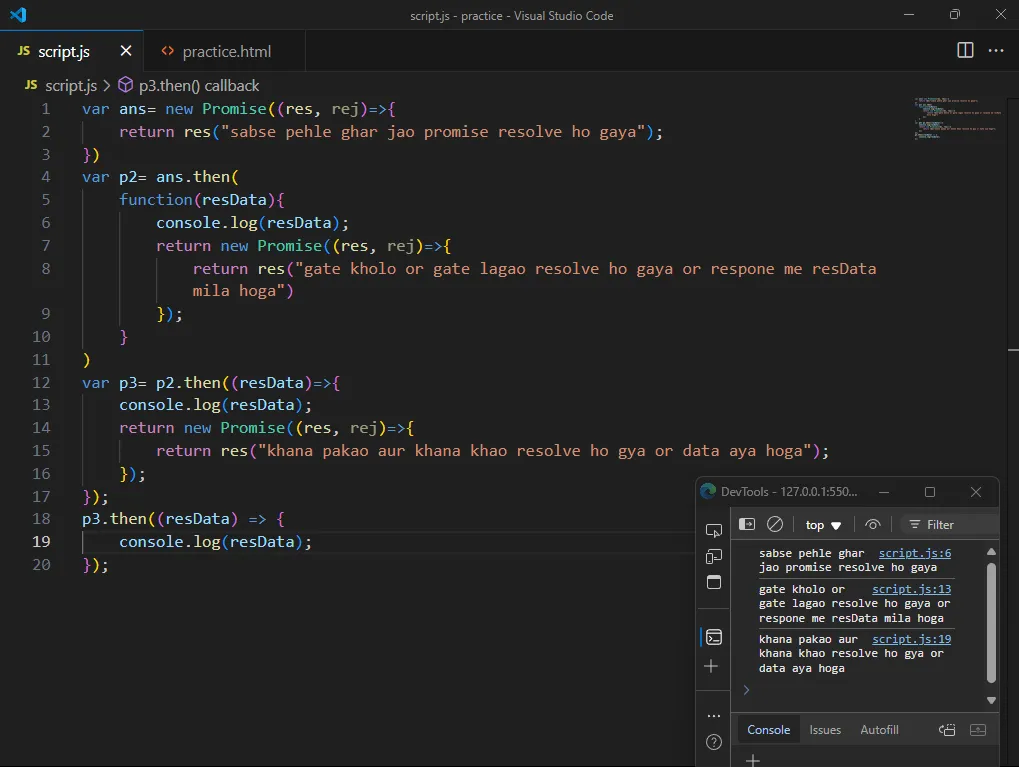 script.js - practice - Visual Studio Code
JS script.js
<> practice.html
JS script.js > p3.then() callback
1 var ans= new Promise((res, rej)=>{
2 return res("sabse pehle ghar jao promise resolve ho gaya");
3 })
4 var p2= ans.then(
5 function(resData){
6 console.log(resData);
7 return new Promise((res, rej)=>{
8 return res("gate kholo or gate lagao resolve ho gaya or respone me resData
mila hoga")
9 });
10 }
11 )
12 var p3= p2.then((resData)=>{
13 console.log(resData);
14 return new Promise((res, rej)=>{
15 return res("khana pakao aur khana khao resolve ho gya or data aya hoga");
16 });
17 });
18 p3.then((resData) => {
19 console.log(resData);
20 });
DevTools - 127.0.0.1:550...
top Filter
sabse pehle ghar script.js:6
jao promise resolve ho gaya
gate kholo or script.js:13
gate lagao resolve ho gaya or
respone me resData mila hoga
khana pakao aur script.js:19
khana khao resolve ho gya or
data aya hoga
Console Issues Autofill